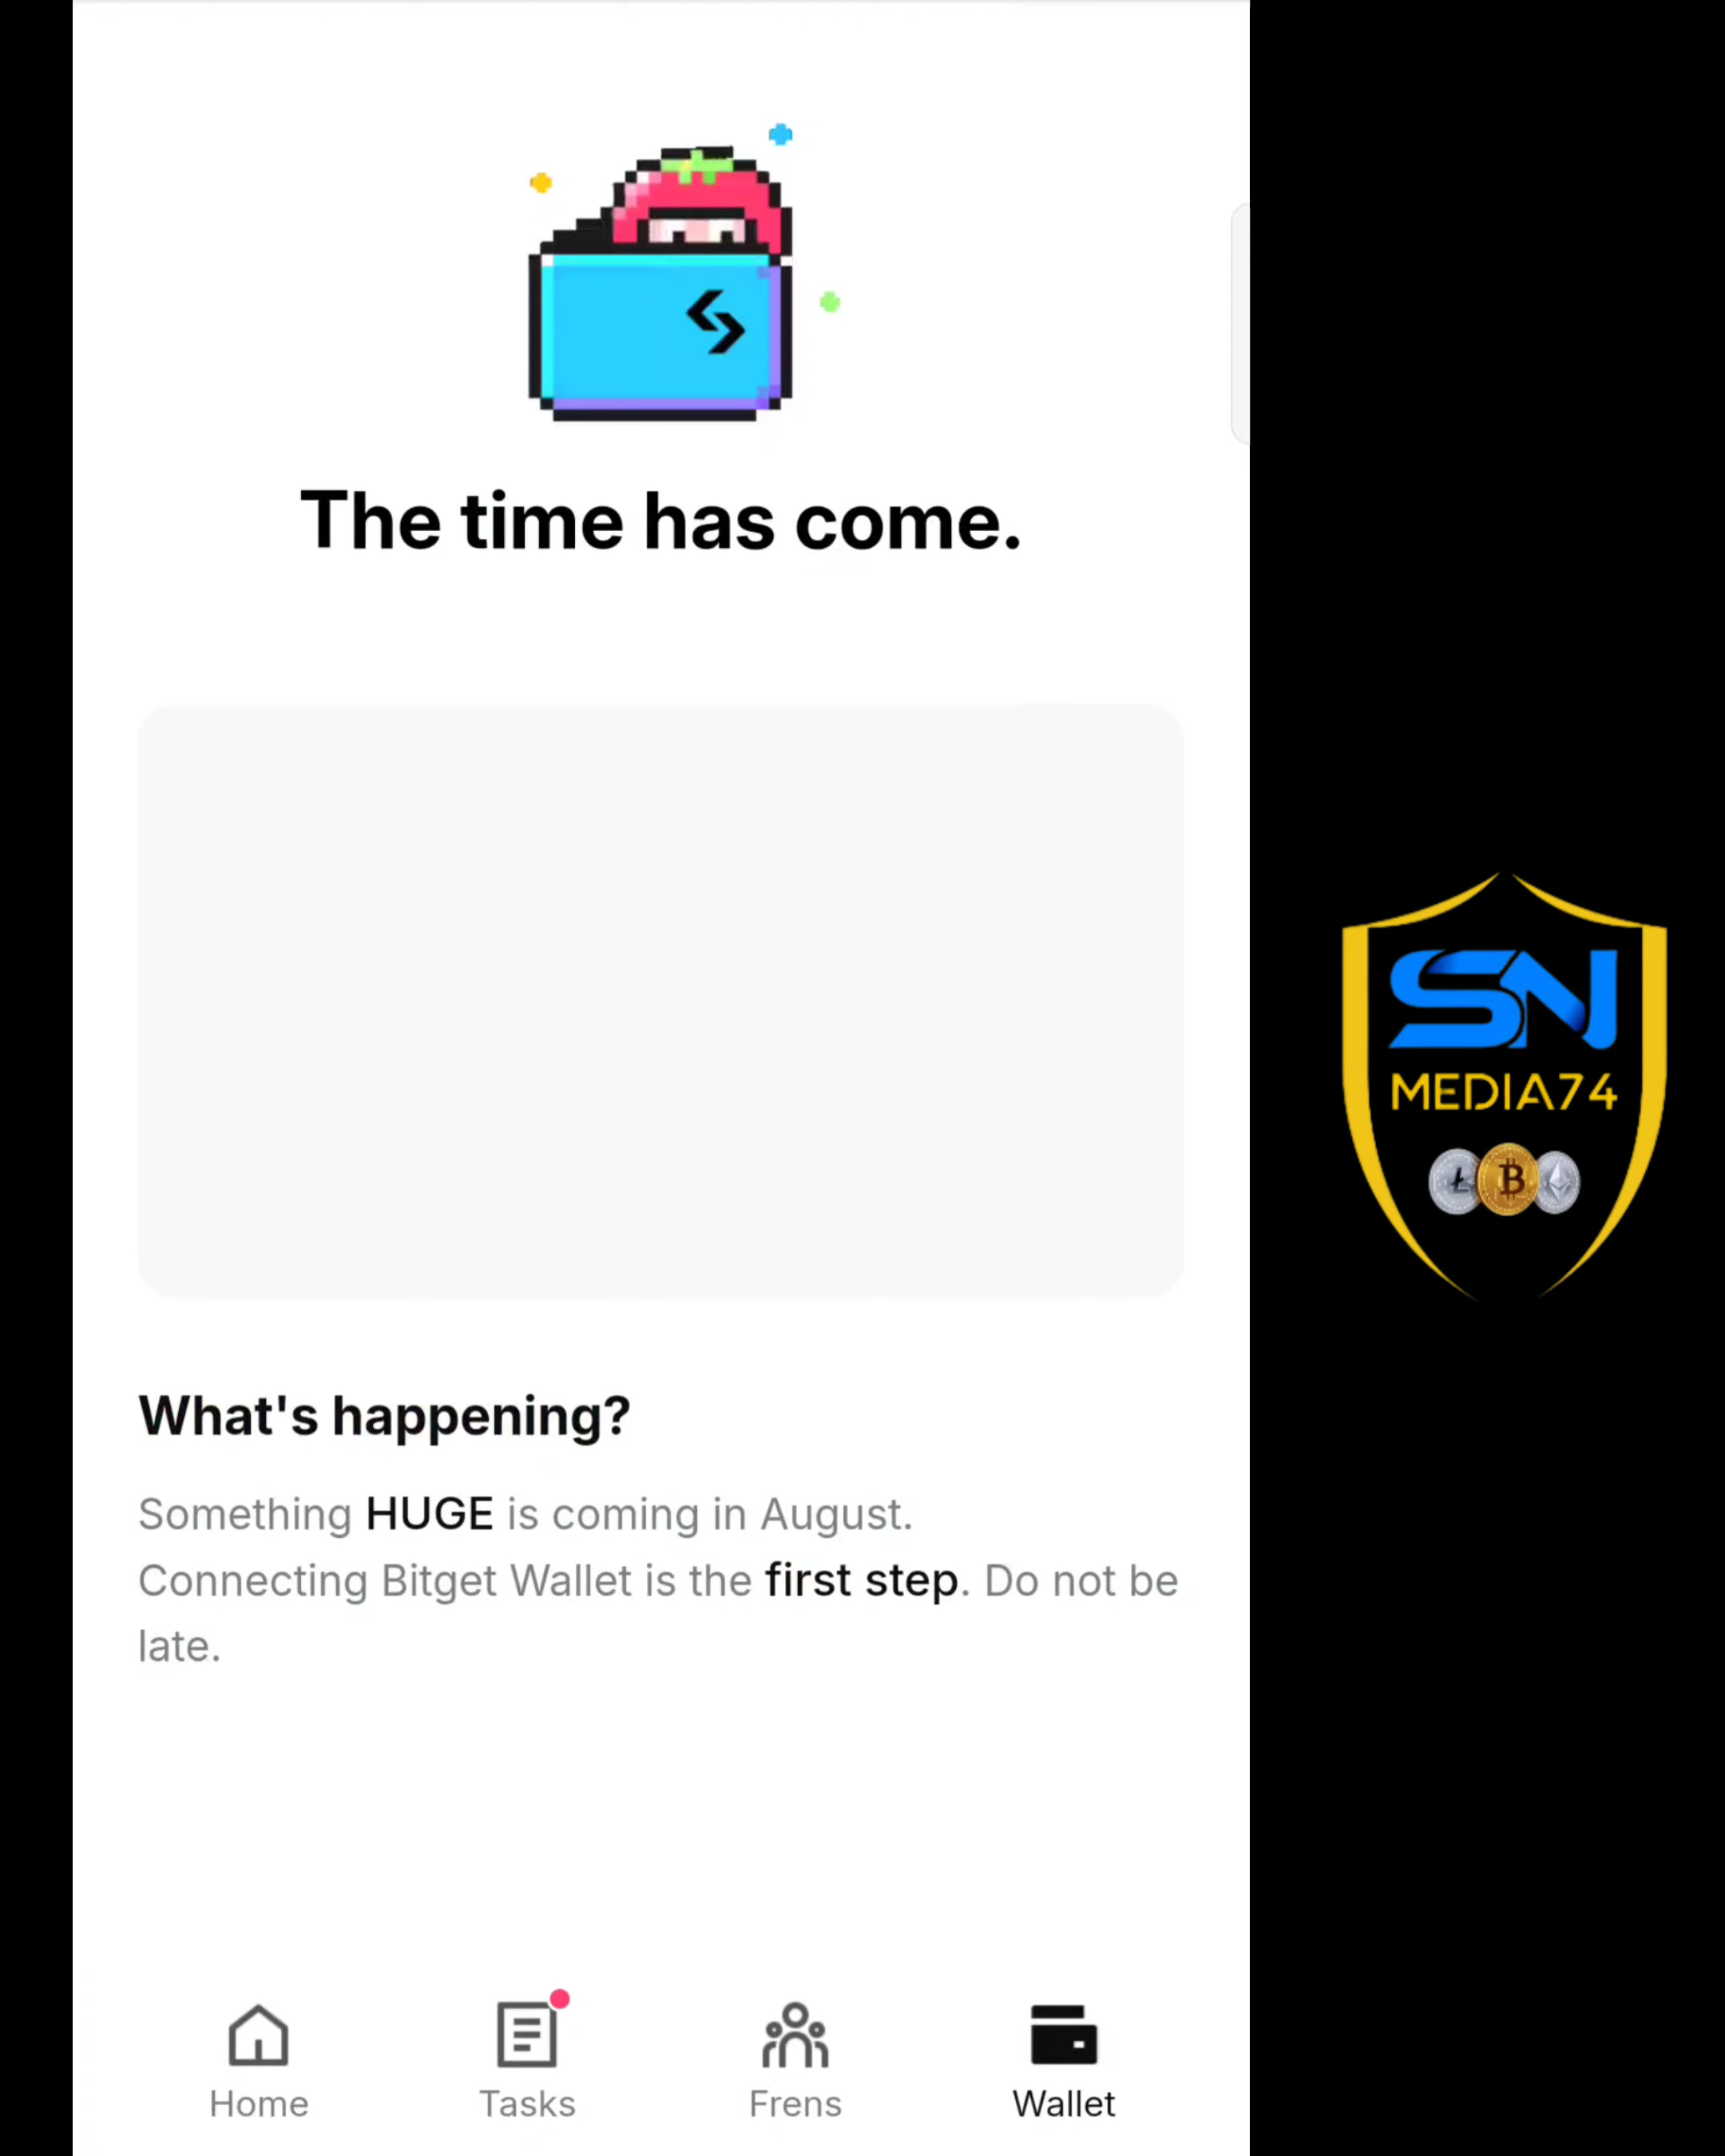 The time has come.
What's happening?
Something HUGE is coming in August.
Connecting Bitget Wallet is the first step. Do not be
late.
Home
Tasks
Frens
Wallet
SN
MEDIA74